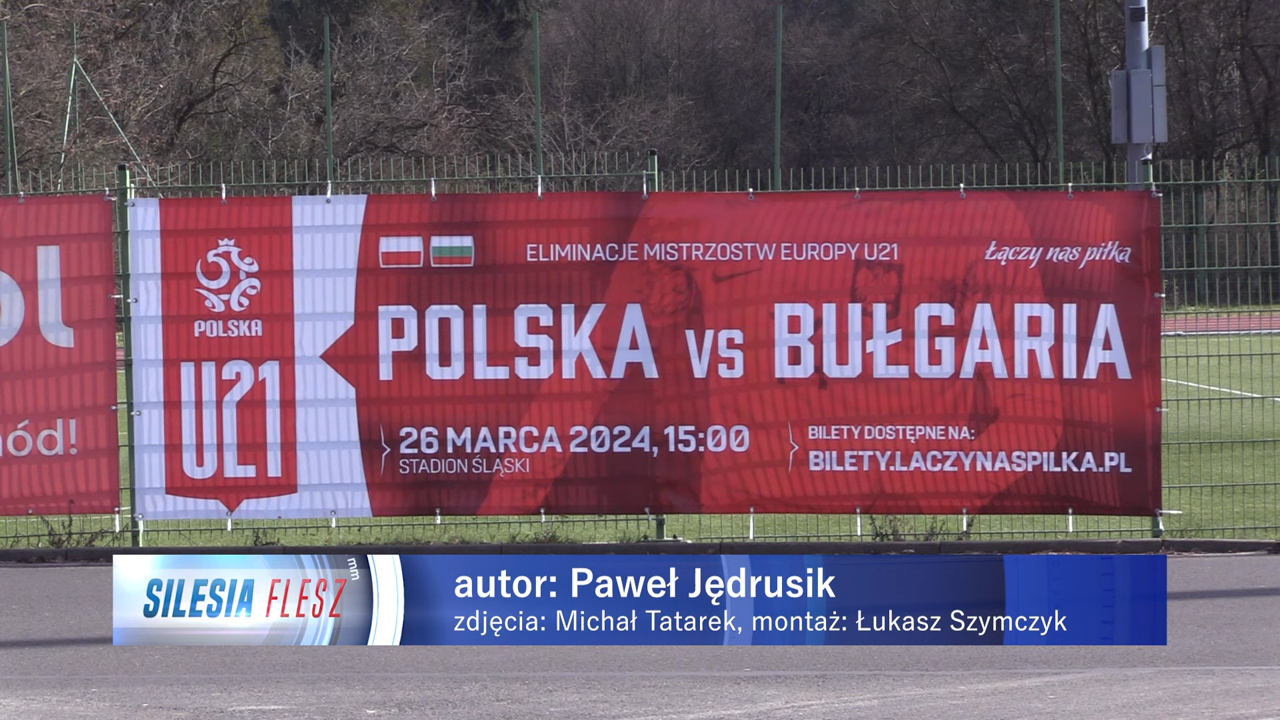 ol
ód!
POLSKA
U21
ELIMINACJE MISTRZOSTW EUROPY U21
Łączy nas piłka
POLSKA vs BUŁGARIA
26 MARCA 2024, 15:00
STADION ŚLĄSKI
BILETY DOSTĘPNE NA:
BILETY.LACZYNASPILKA.PL
SILESIA FLESZ
mm
autor: Paweł Jędrusik
zdjęcia: Michał Tatarek, montaż: Łukasz Szymczyk